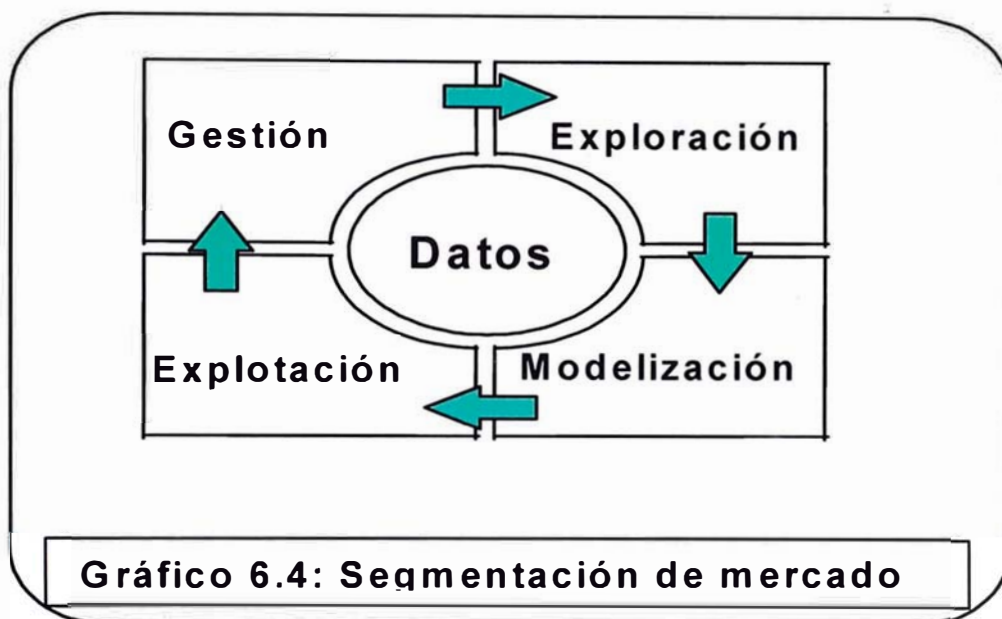 Gestión
Exploración
Datos
Explotación
Modelización
Gráfico 6.4: Segmentación de mercado